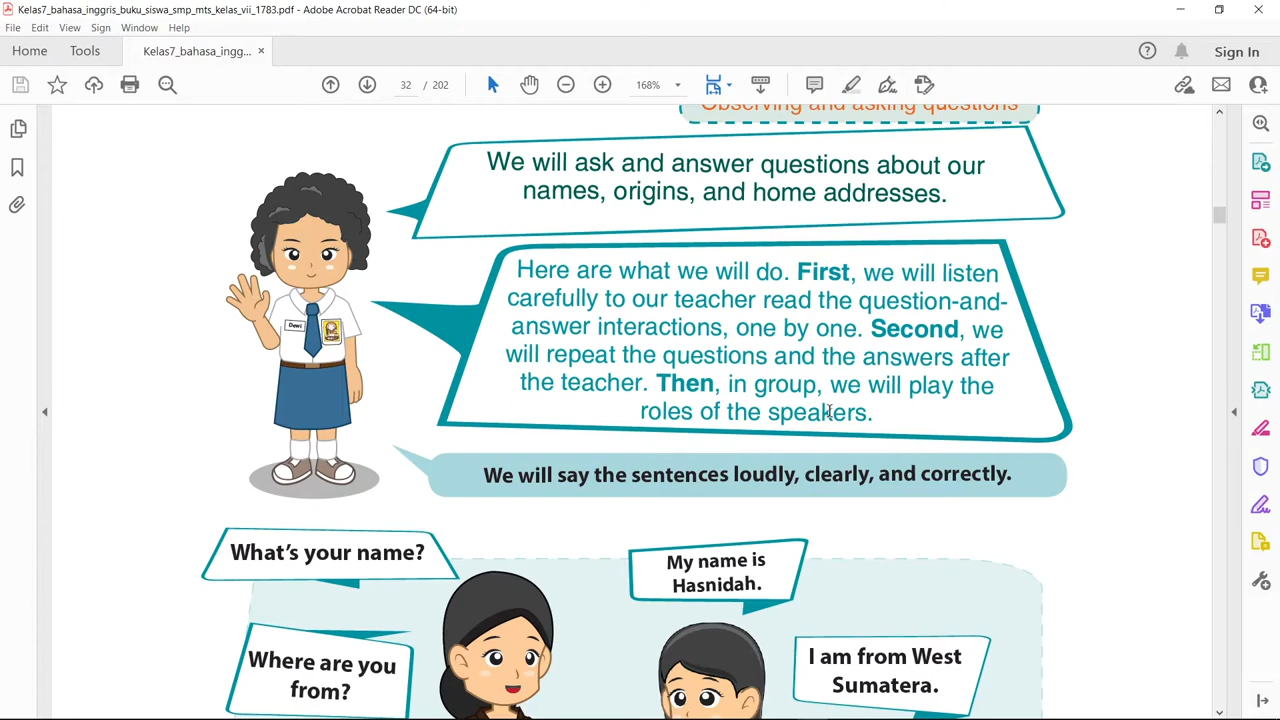 Kelas7_bahasa_inggris_buku_siswa_smp_mts_kelas_vii_1783.pdf - Adobe Acrobat Reader DC (64-bit)
File Edit View Sign Window Help
Home Tools Kelas7_bahasa_ingg... × Sign In
32 / 202 168%
Observing and asking questions
We will ask and answer questions about our
names, origins, and home addresses.
Here are what we will do. First, we will listen
carefully to our teacher read the question-and-
answer interactions, one by one. Second, we
will repeat the questions and the answers after
the teacher. Then, in group, we will play the
roles of the speakers.
Dewi
We will say the sentences loudly, clearly, and correctly.
What's your name?
My name is
Hasnidah.
Where are you
from?
I am from West
Sumatera.